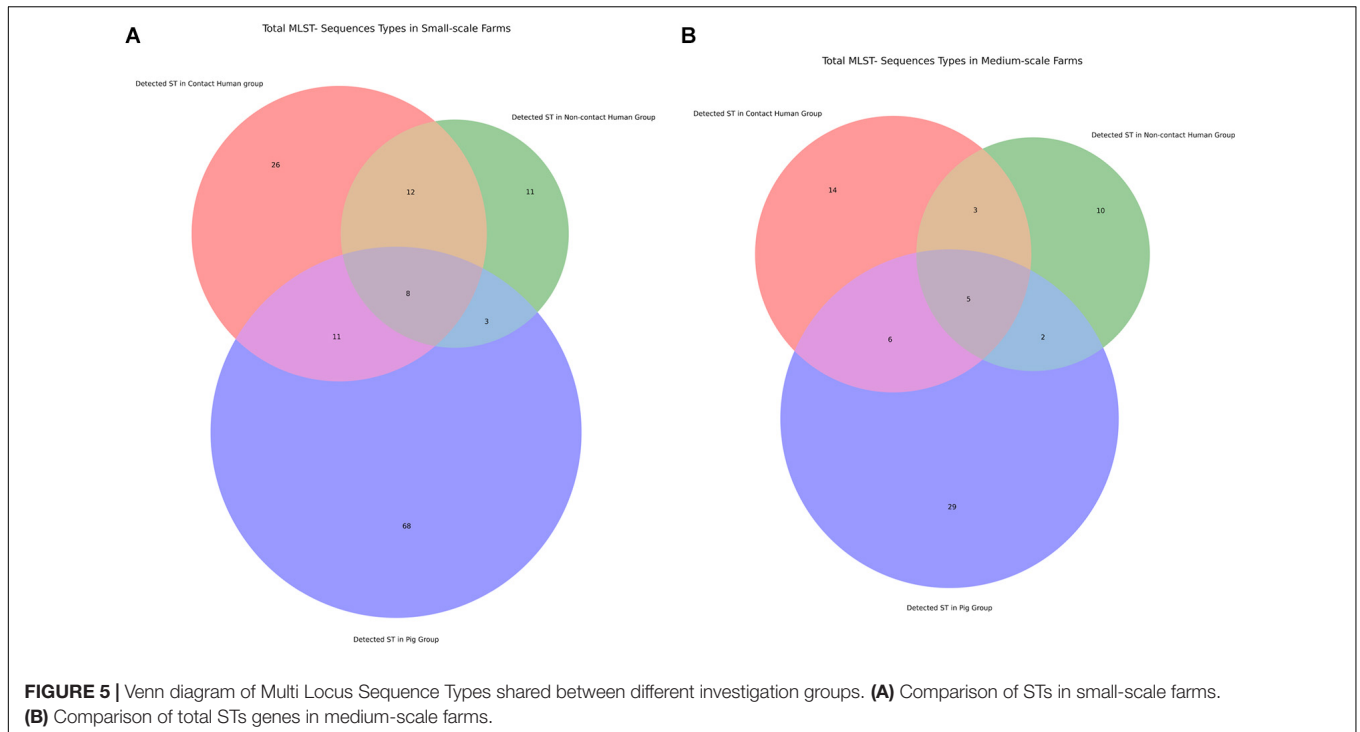 A
Total MLST- Sequences Types in Small-scale Farms
Detected ST in Contact Human group
Detected ST in Non-contact Human Group
26
12
11
8
3
11
68
Detected ST in Pig Group
B
Total MLST- Sequences Types in Medium-scale Farms
Detected ST in Contact Human Group
Detected ST in Non-contact Human Group
14
3
10
5
2
6
29
Detected ST in Pig Group
FIGURE 5 | Venn diagram of Multi Locus Sequence Types shared between different investigation groups. (A) Comparison of STs in small-scale farms.
(B) Comparison of total STs genes in medium-scale farms.